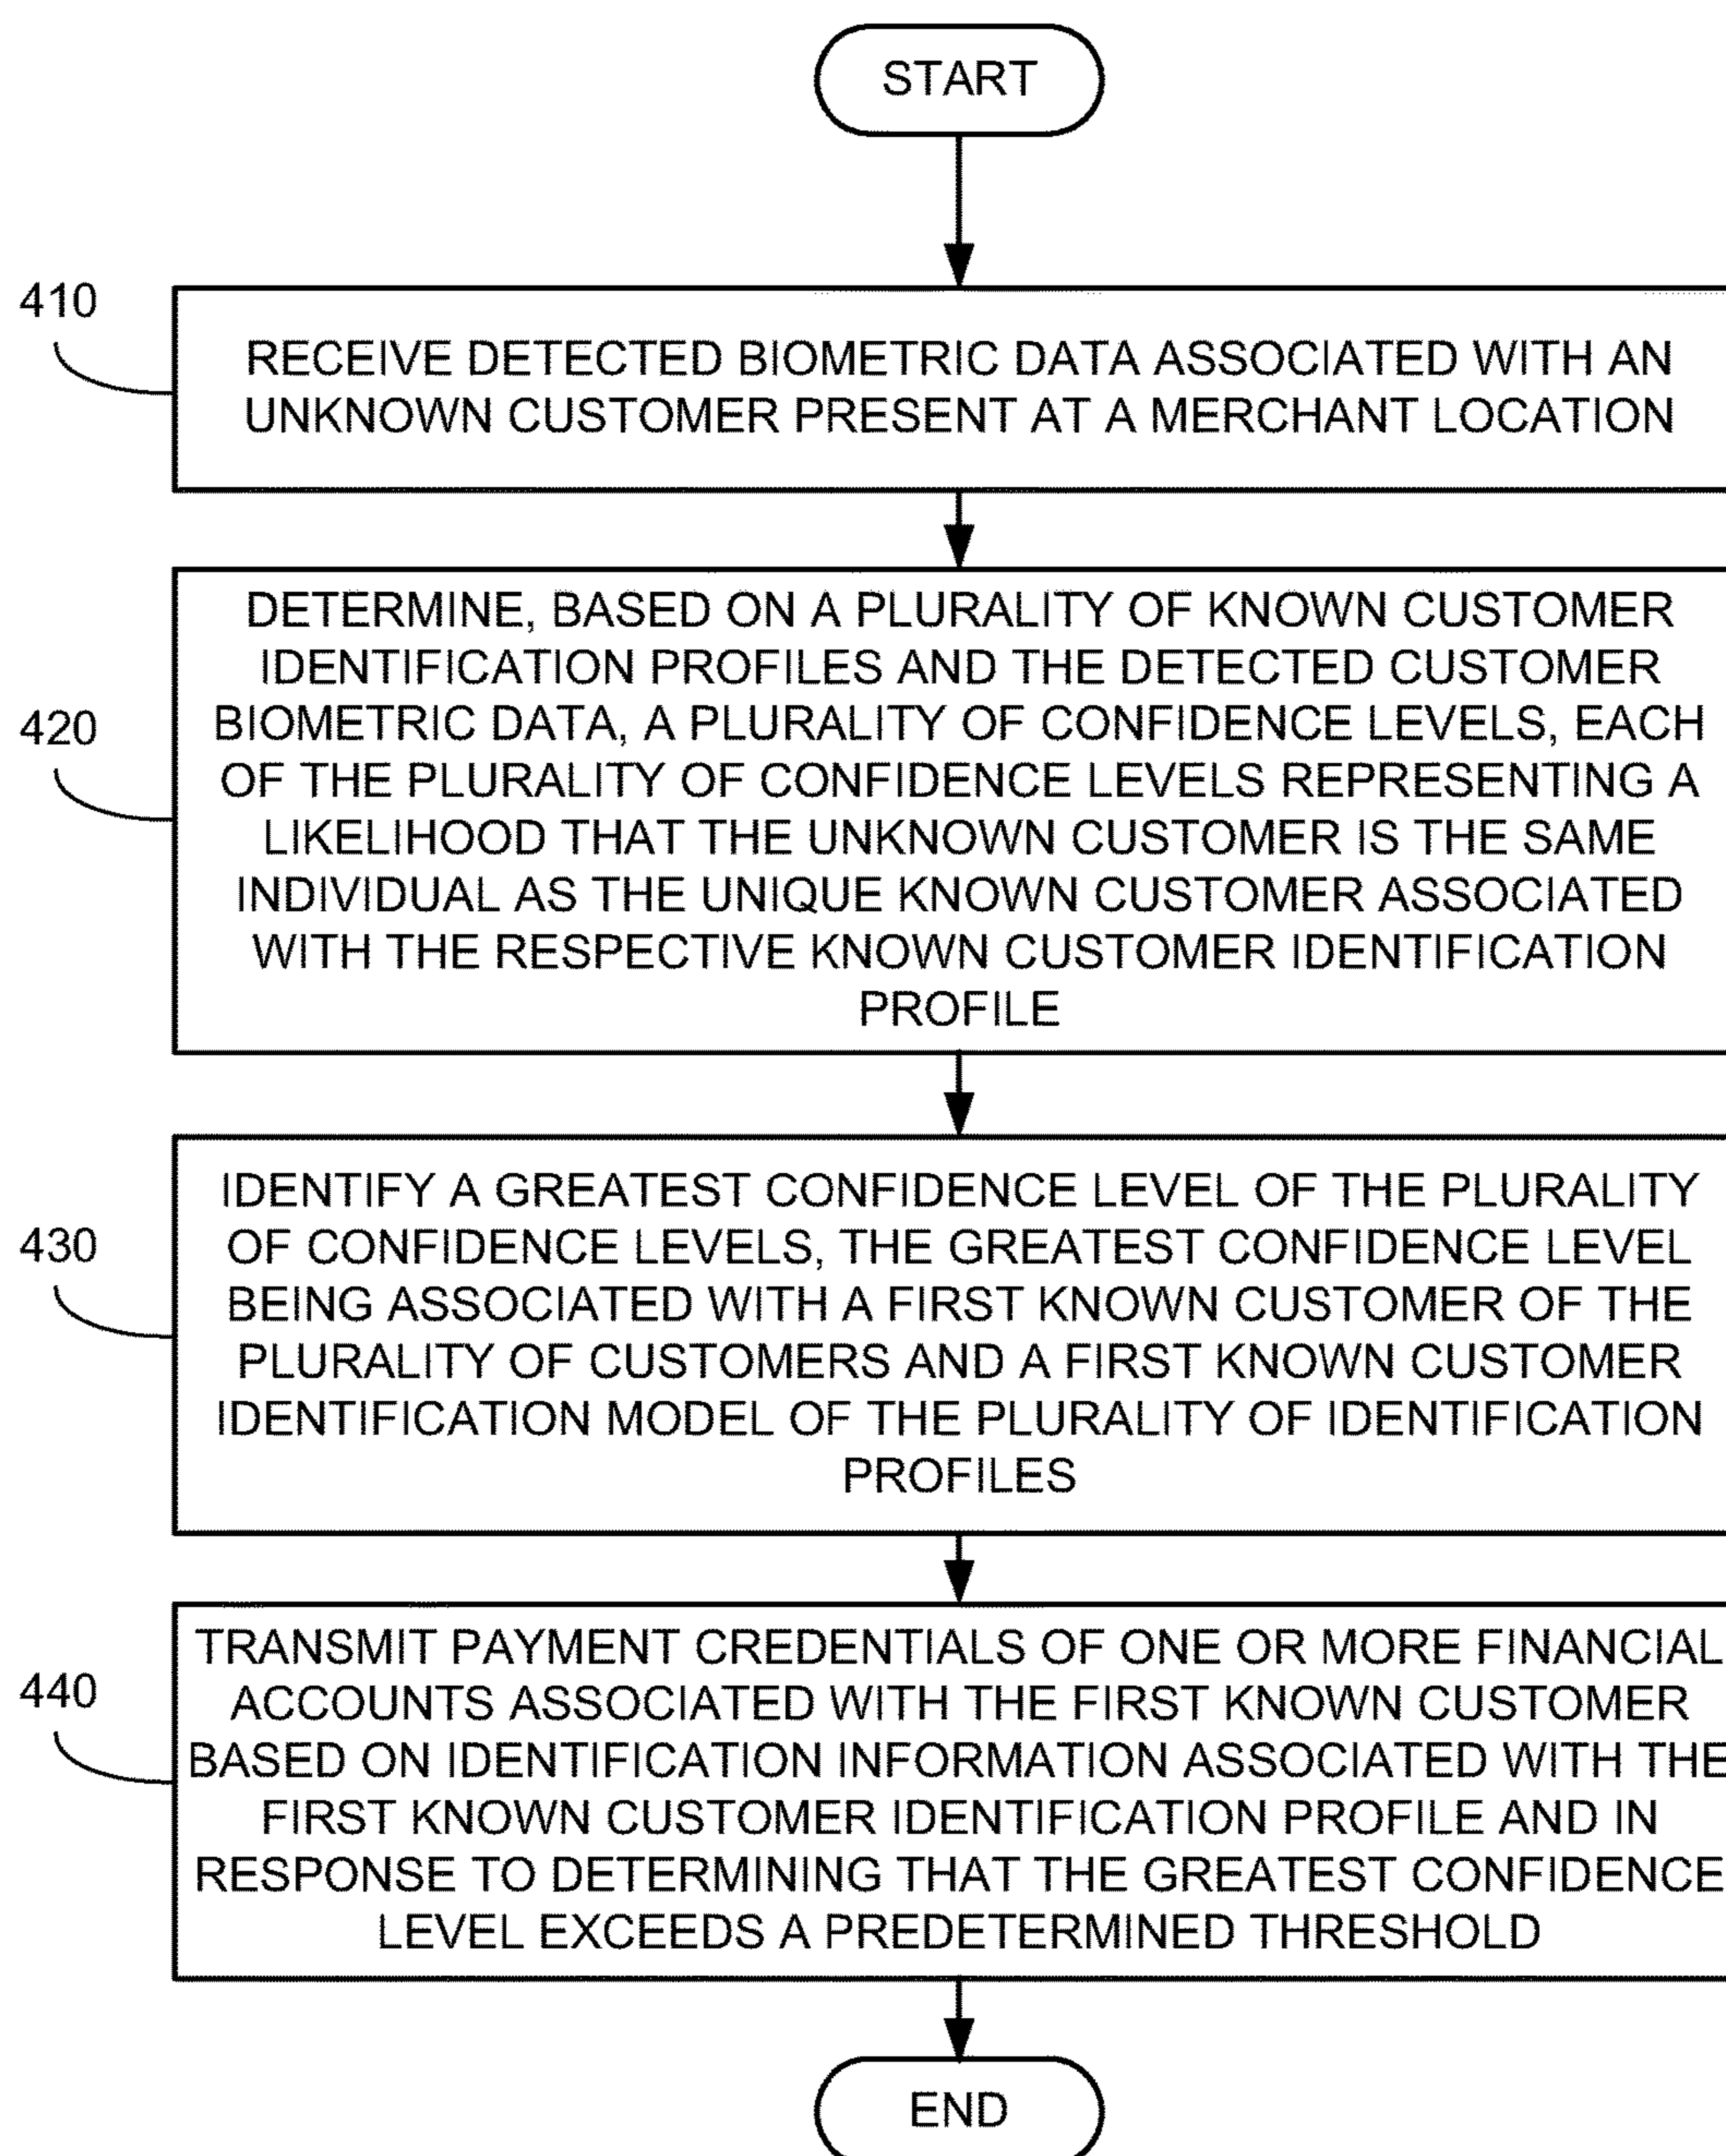 START
410
RECEIVE DETECTED BIOMETRIC DATA ASSOCIATED WITH AN
UNKNOWN CUSTOMER PRESENT AT A MERCHANT LOCATION
420
DETERMINE, BASED ON A PLURALITY OF KNOWN CUSTOMER
IDENTIFICATION PROFILES AND THE DETECTED CUSTOMER
BIOMETRIC DATA, A PLURALITY OF CONFIDENCE LEVELS, EACH
OF THE PLURALITY OF CONFIDENCE LEVELS REPRESENTING A
LIKELIHOOD THAT THE UNKNOWN CUSTOMER IS THE SAME
INDIVIDUAL AS THE UNIQUE KNOWN CUSTOMER ASSOCIATED
WITH THE RESPECTIVE KNOWN CUSTOMER IDENTIFICATION
PROFILE
430
IDENTIFY A GREATEST CONFIDENCE LEVEL OF THE PLURALITY
OF CONFIDENCE LEVELS, THE GREATEST CONFIDENCE LEVEL
BEING ASSOCIATED WITH A FIRST KNOWN CUSTOMER OF THE
PLURALITY OF CUSTOMERS AND A FIRST KNOWN CUSTOMER
IDENTIFICATION MODEL OF THE PLURALITY OF IDENTIFICATION
PROFILES
440
TRANSMIT PAYMENT CREDENTIALS OF ONE OR MORE FINANCIAL
ACCOUNTS ASSOCIATED WITH THE FIRST KNOWN CUSTOMER
BASED ON IDENTIFICATION INFORMATION ASSOCIATED WITH THE
FIRST KNOWN CUSTOMER IDENTIFICATION PROFILE AND IN
RESPONSE TO DETERMINING THAT THE GREATEST CONFIDENCE
LEVEL EXCEEDS A PREDETERMINED THRESHOLD
END